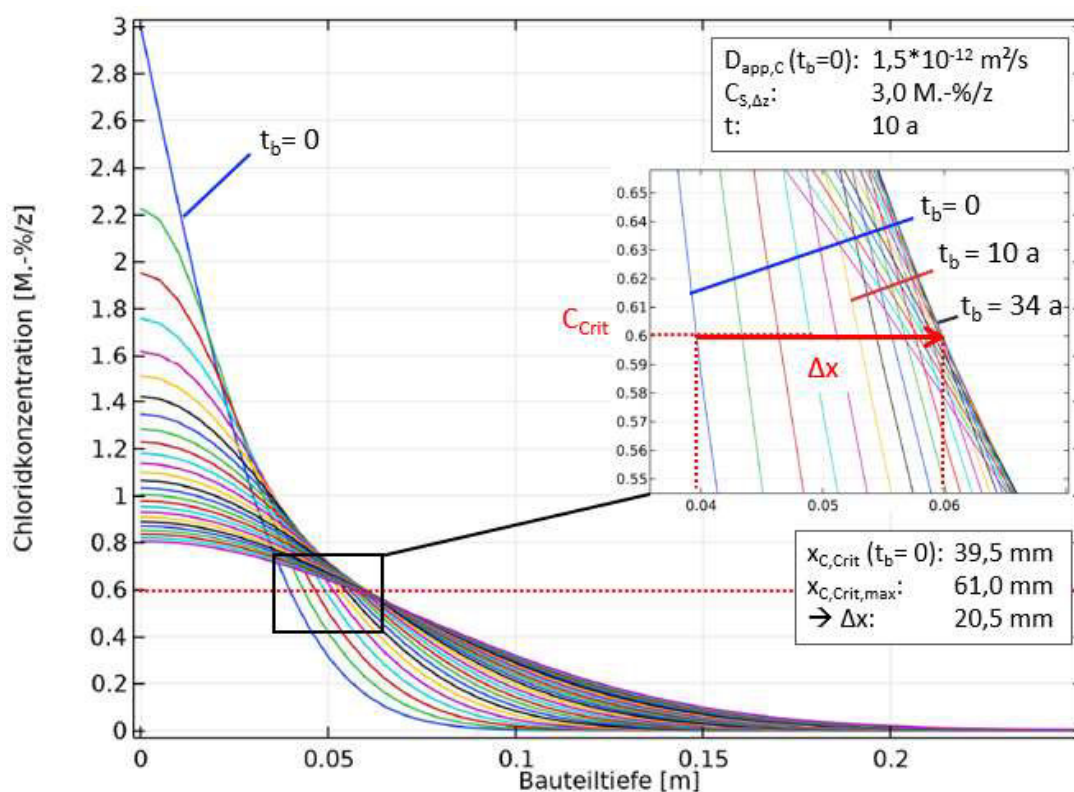 D_app,C (t_b=0): 1,5*10⁻¹² m²/s
C_S,Δz: 3,0 M.-%/z
t: 10 a
t_b= 0
Chloridkonzentration [M.-%/z]
3
2.8
2.6
2.4
2.2
2
1.8
1.6
1.4
1.2
1
0.8
0.6
0.4
0.2
0
0.65
0.64
0.63
0.62
0.61
0.6
0.59
0.58
0.57
0.56
0.55
t_b= 0
t_b = 10 a
t_b = 34 a
C_Crit
Δx
0.04
0.05
0.06
x_C,Crit (t_b= 0): 39,5 mm
x_C,Crit,max: 61,0 mm
→ Δx: 20,5 mm
0
0.05
0.1
0.15
0.2
Bauteiltiefe [m]